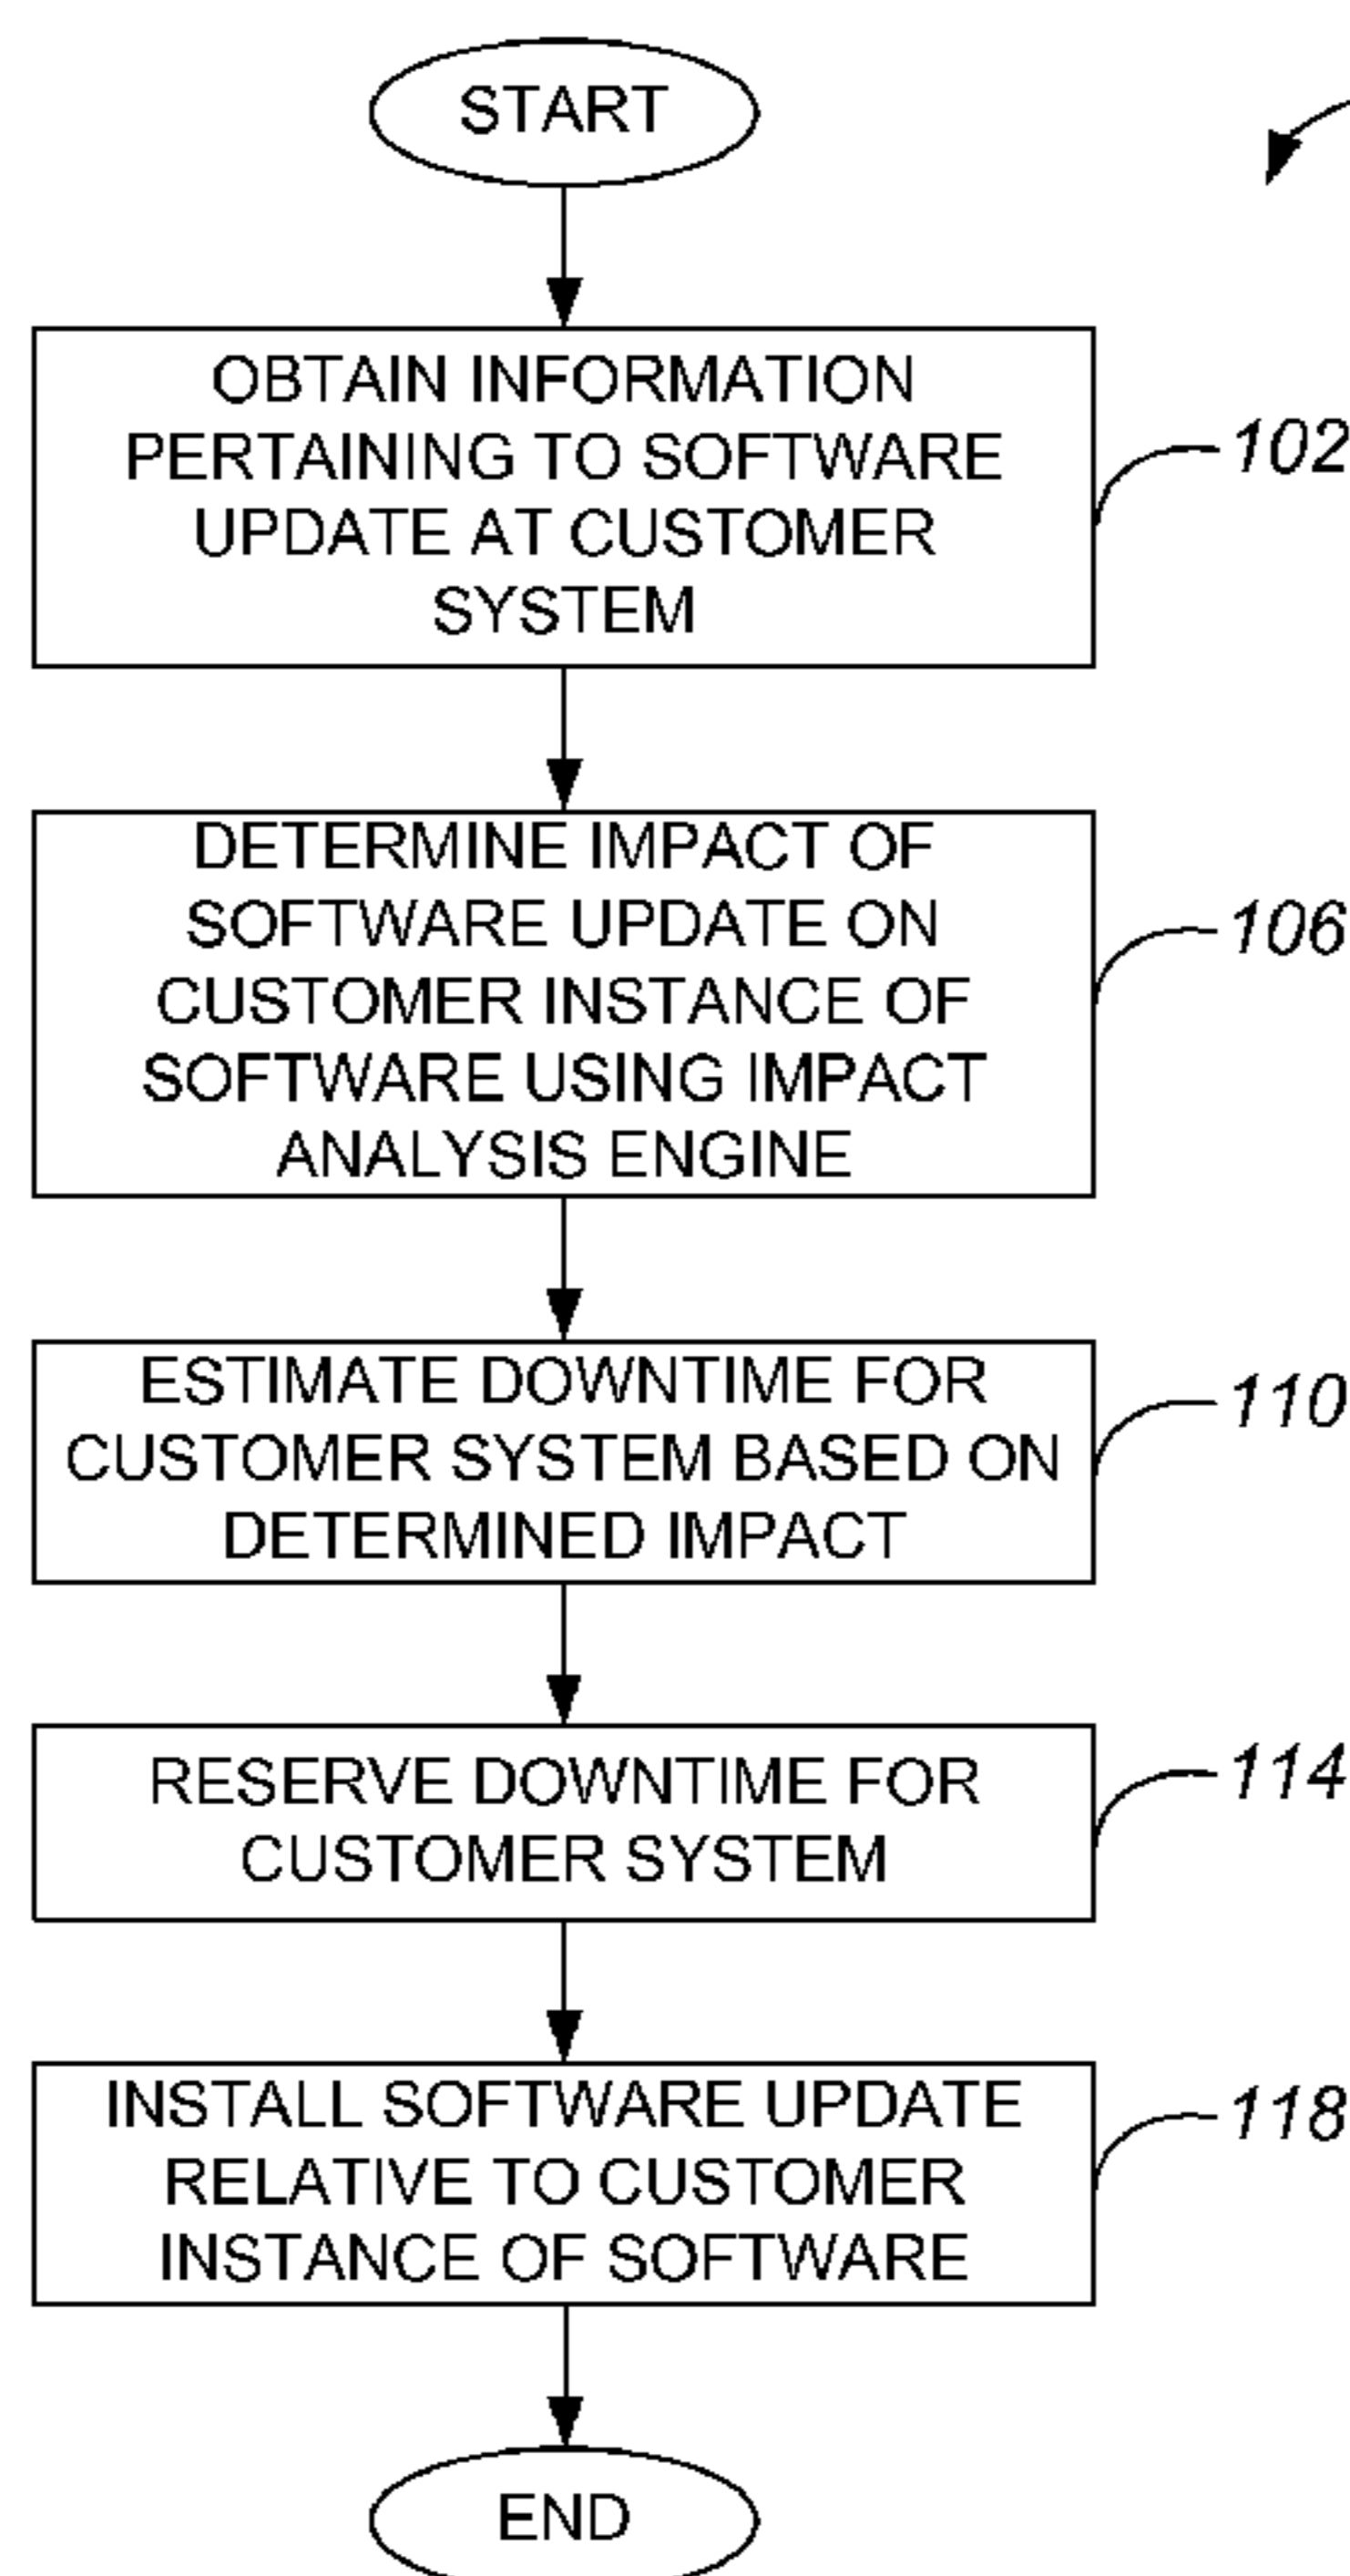 START
OBTAIN INFORMATION
PERTAINING TO SOFTWARE
UPDATE AT CUSTOMER
SYSTEM
102
DETERMINE IMPACT OF
SOFTWARE UPDATE ON
CUSTOMER INSTANCE OF
SOFTWARE USING IMPACT
ANALYSIS ENGINE
106
ESTIMATE DOWNTIME FOR
CUSTOMER SYSTEM BASED ON
DETERMINED IMPACT
110
RESERVE DOWNTIME FOR
CUSTOMER SYSTEM
114
INSTALL SOFTWARE UPDATE
RELATIVE TO CUSTOMER
INSTANCE OF SOFTWARE
118
END